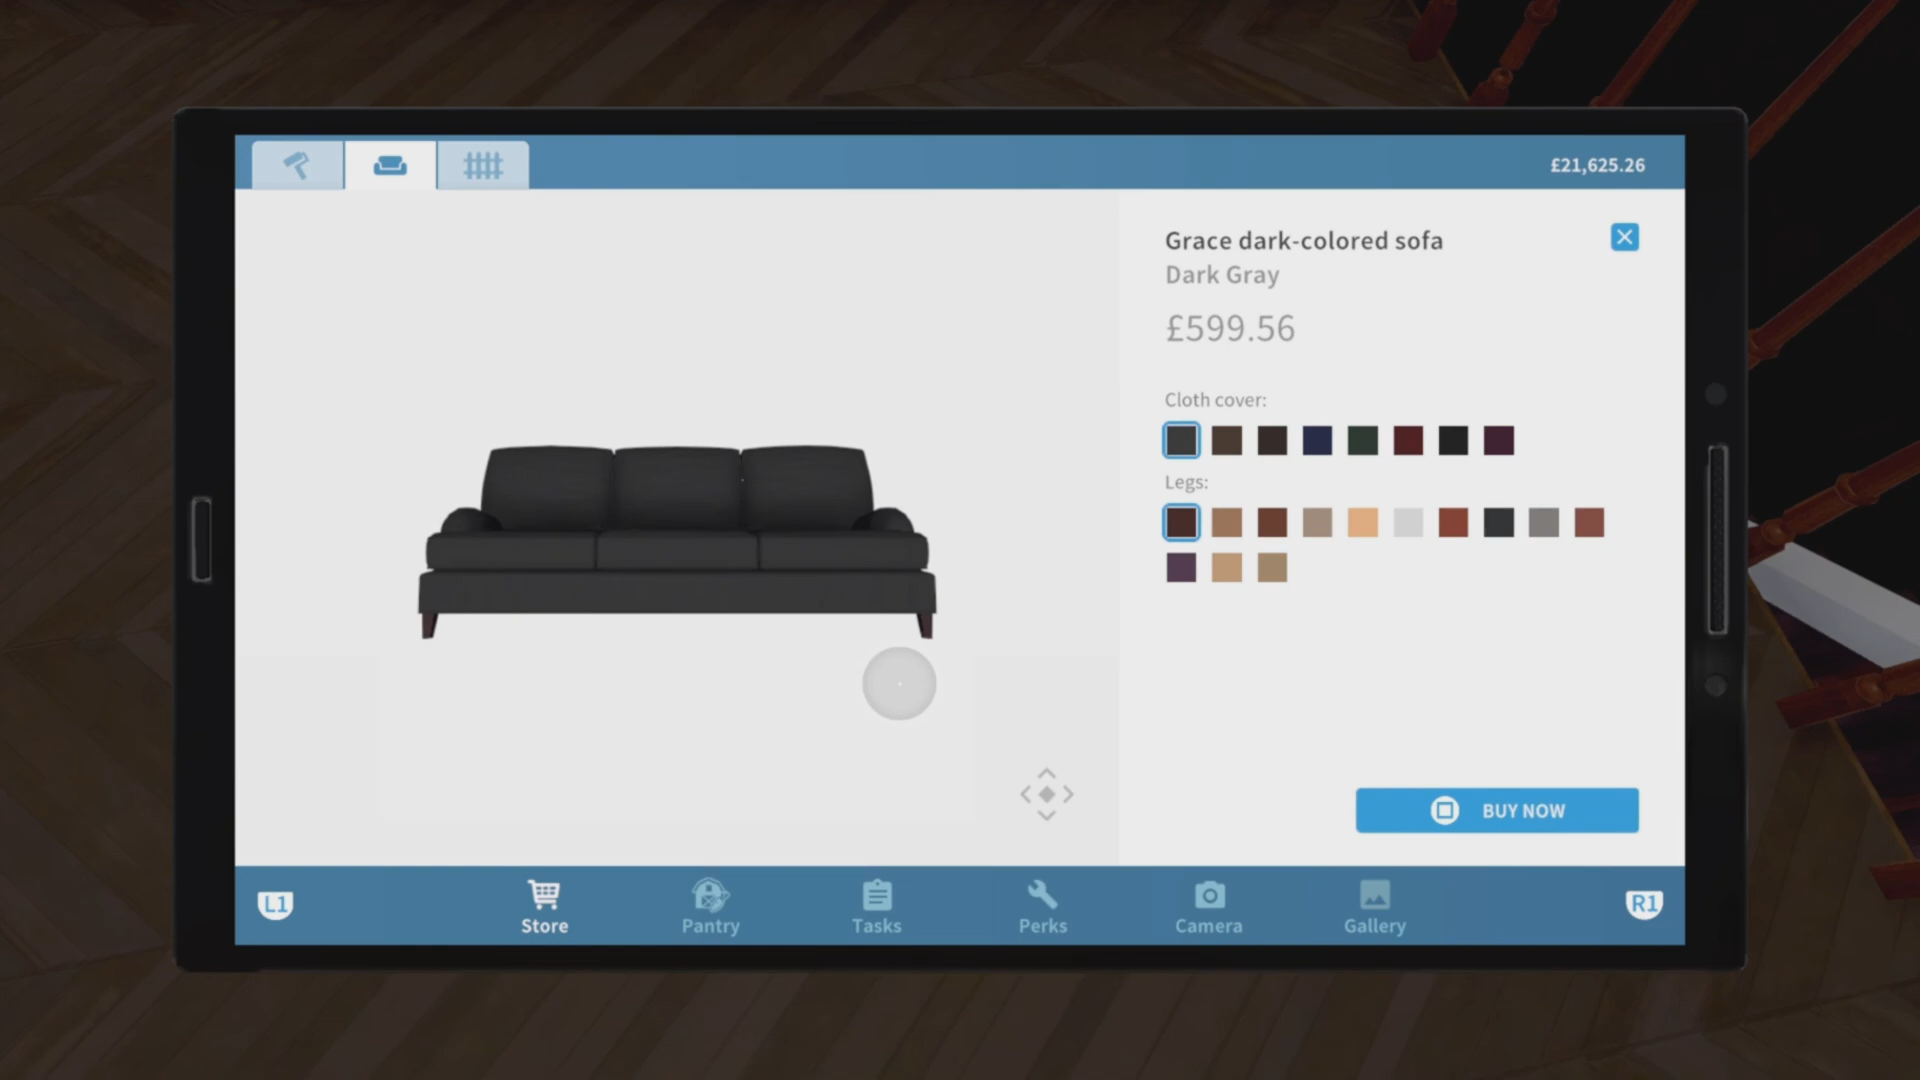 £21,625.26
Grace dark-colored sofa
Dark Gray
£599.56
Cloth cover:
Legs:
BUY NOW
L1
Store
Pantry
Tasks
Perks
Camera
Gallery
R1